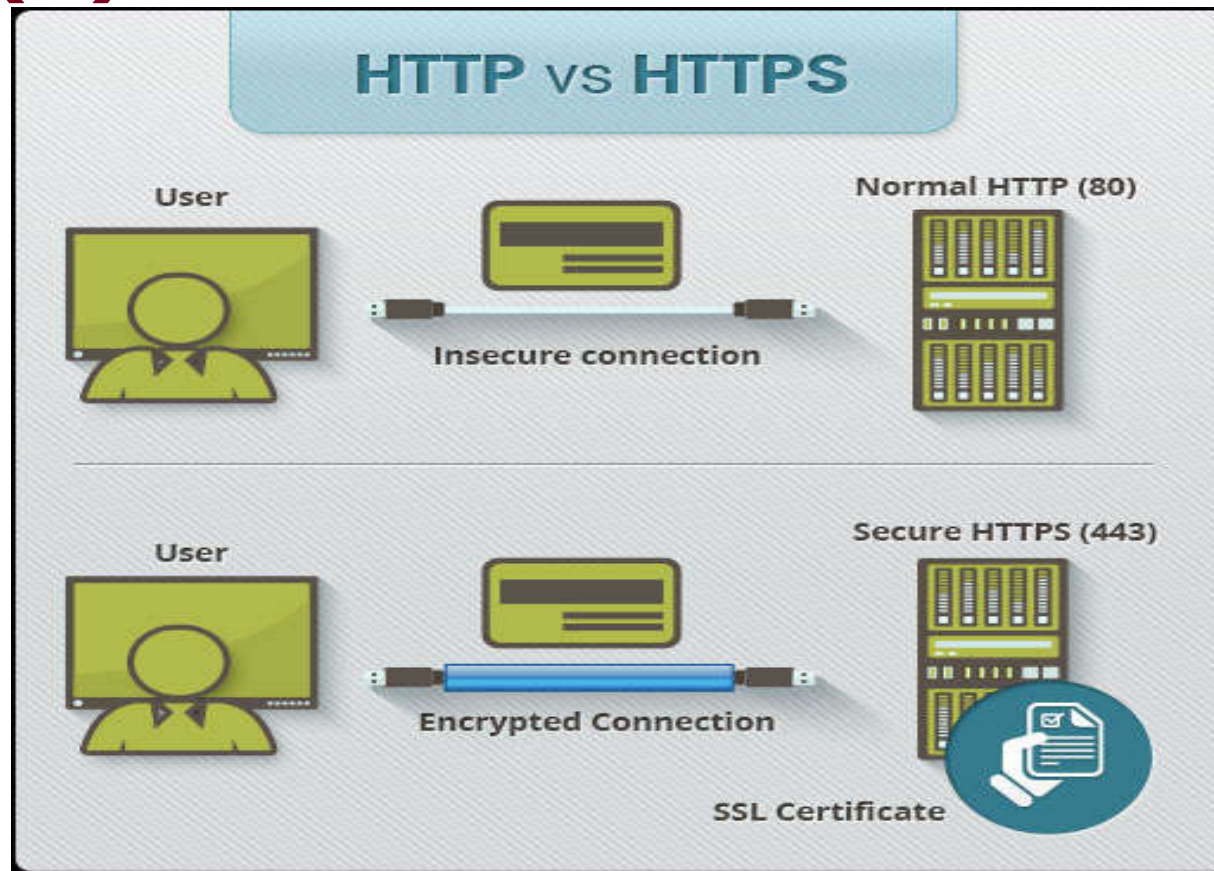 HTTP vs HTTPS
User
Normal HTTP (80)
Insecure connection
User
Secure HTTPS (443)
Encrypted Connection
SSL Certificate